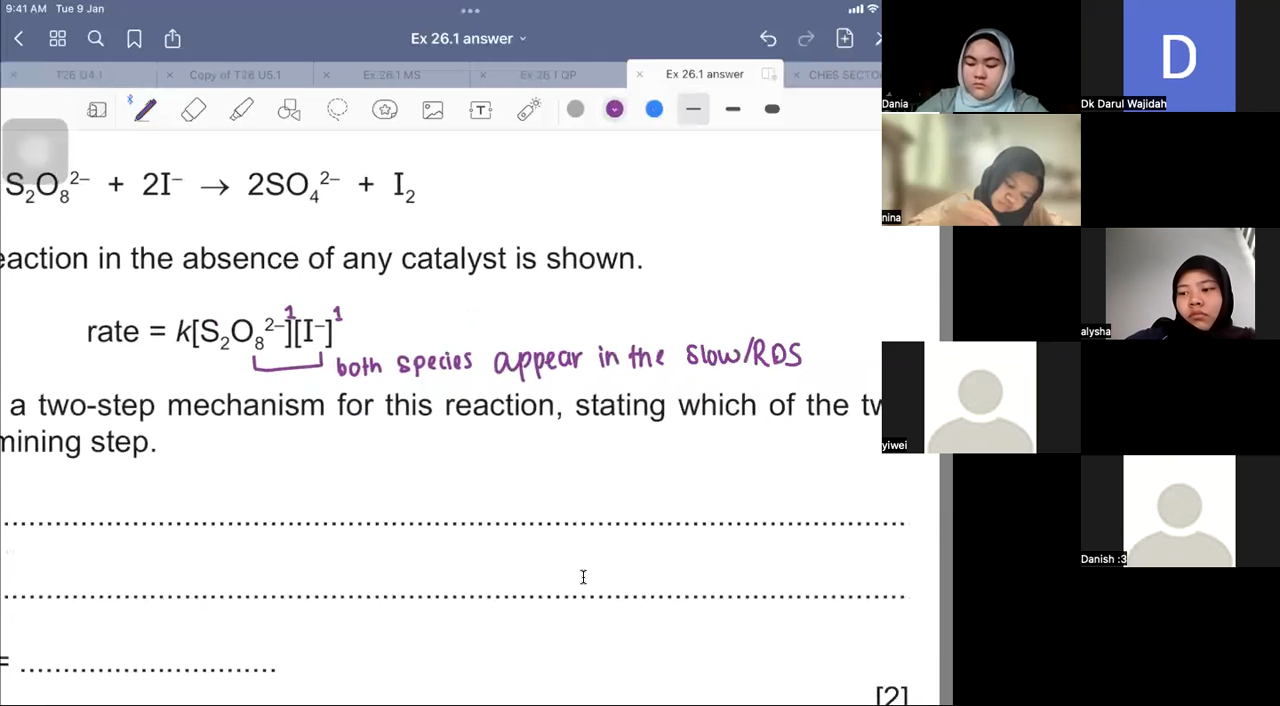 9:41 AM Tue 9 Jan
Ex 26.1 answer
T26 U4.1
Copy of T26 U5.1
Ex 26.1 MS
Ex 26.1 QP
Ex 26.1 answer
CHES SECTOR
S₂O₈²⁻ + 2I⁻ → 2SO₄²⁻ + I₂
eaction in the absence of any catalyst is shown.
rate = k[S₂O₈²⁻]¹[I⁻]¹
both species appear in the slow/RDS
a two-step mechanism for this reaction, stating which of the tw
mining step.
= ............................
[2]
Dania
D
Dk Darul Wajidah
nina
alysha
yiwei
Danish :3